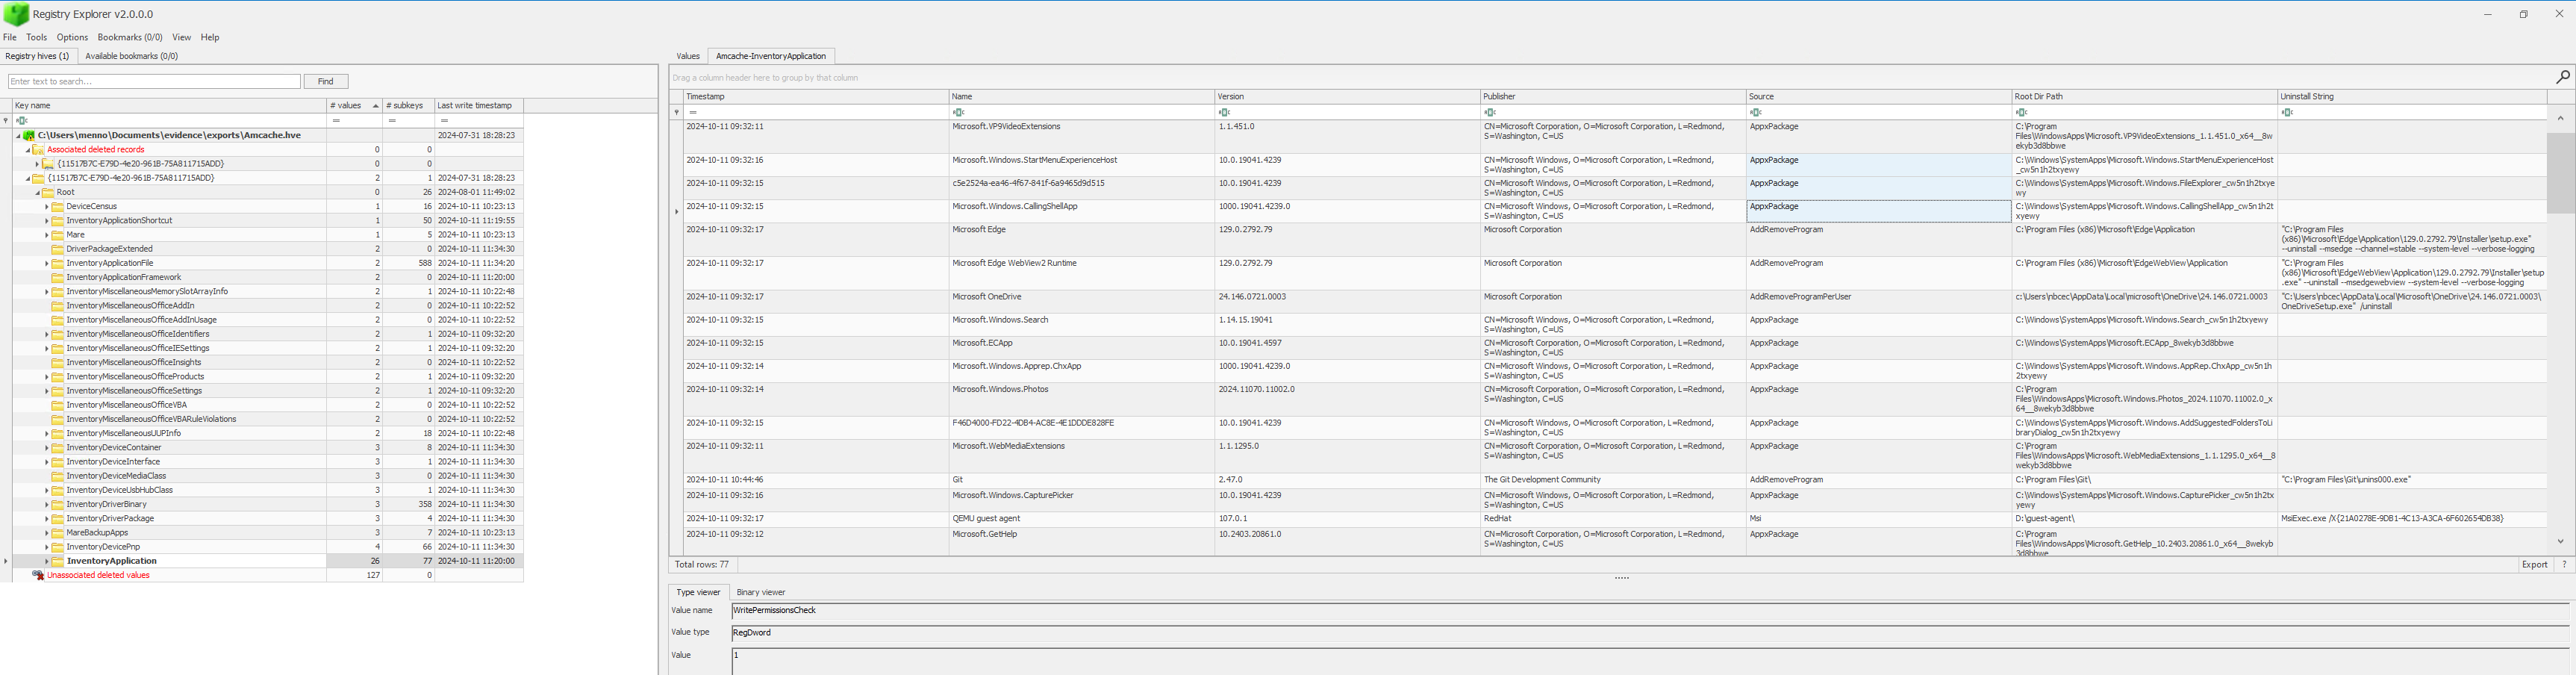 Registry Explorer v2.0.0.0
File Tools Options Bookmarks (0/0) View Help
Registry hives (1) Available bookmarks (0/0)
Enter text to search... Find
Key name # values # subkeys Last write timestamp
= = =
C:\Users\menno\Documents\evidence\exports\Amcache.hve 2024-07-31 18:28:23
Associated deleted records 0 0
{11517B7C-E79D-4e20-961B-75A811715ADD} 0 0
{11517B7C-E79D-4e20-961B-75A811715ADD} 2 1 2024-07-31 18:28:23
Root 0 26 2024-08-01 11:49:02
DeviceCensus 1 16 2024-10-11 10:23:13
InventoryApplicationShortcut 1 50 2024-10-11 11:19:55
Mare 1 5 2024-10-11 10:23:13
DriverPackageExtended 2 0 2024-10-11 11:34:30
InventoryApplicationFile 2 588 2024-10-11 11:34:20
InventoryApplicationFramework 2 0 2024-10-11 11:20:00
InventoryMiscellaneousMemorySlotArrayInfo 2 1 2024-10-11 10:22:48
InventoryMiscellaneousOfficeAddIn 2 0 2024-10-11 10:22:52
InventoryMiscellaneousOfficeAddInUsage 2 0 2024-10-11 10:22:52
InventoryMiscellaneousOfficeIdentifiers 2 1 2024-10-11 09:32:20
InventoryMiscellaneousOfficeIESettings 2 1 2024-10-11 09:32:20
InventoryMiscellaneousOfficeInsights 2 0 2024-10-11 10:22:52
InventoryMiscellaneousOfficeProducts 2 1 2024-10-11 09:32:20
InventoryMiscellaneousOfficeSettings 2 1 2024-10-11 09:32:20
InventoryMiscellaneousOfficeVBA 2 0 2024-10-11 10:22:52
InventoryMiscellaneousOfficeVBARuleViolations 2 0 2024-10-11 10:22:52
InventoryMiscellaneousUUPInfo 2 18 2024-10-11 10:22:48
InventoryDeviceContainer 3 8 2024-10-11 11:34:30
InventoryDeviceInterface 3 1 2024-10-11 11:34:30
InventoryDeviceMediaClass 3 0 2024-10-11 11:34:30
InventoryDeviceUsbHubClass 3 1 2024-10-11 11:34:30
InventoryDriverBinary 3 358 2024-10-11 11:34:30
InventoryDriverPackage 3 4 2024-10-11 11:34:30
MareBackupApps 3 7 2024-10-11 10:23:13
InventoryDevicePnp 4 66 2024-10-11 11:34:30
InventoryApplication 26 77 2024-10-11 11:20:00
Unassociated deleted values 127 0
Values Amcache-InventoryApplication
Drag a column header here to group by that column
Timestamp Name Version Publisher Source Root Dir Path Uninstall String
=
2024-10-11 09:32:11 Microsoft.VP9VideoExtensions 1.1.451.0 CN=Microsoft Corporation, O=Microsoft Corporation, L=Redmond, AppxPackage C:\Program
S=Washington, C=US Files\WindowsApps\Microsoft.VP9VideoExtensions_1.1.451.0_x64__8w
ekyb3d8bbwe
2024-10-11 09:32:16 Microsoft.Windows.StartMenuExperienceHost 10.0.19041.4239 CN=Microsoft Windows, O=Microsoft Corporation, L=Redmond, AppxPackage C:\Windows\SystemApps\Microsoft.Windows.StartMenuExperienceHost
S=Washington, C=US _cw5n1h2txyewy
2024-10-11 09:32:15 c5e2524a-ea46-4f67-841f-6a9465d9d515 10.0.19041.4239 CN=Microsoft Windows, O=Microsoft Corporation, L=Redmond, AppxPackage C:\Windows\SystemApps\Microsoft.Windows.FileExplorer_cw5n1h2txye
S=Washington, C=US wy
2024-10-11 09:32:15 Microsoft.Windows.CallingShellApp 1000.19041.4239.0 CN=Microsoft Windows, O=Microsoft Corporation, L=Redmond, AppxPackage C:\Windows\SystemApps\Microsoft.Windows.CallingShellApp_cw5n1h2t
S=Washington, C=US xyewy
2024-10-11 09:32:17 Microsoft Edge 129.0.2792.79 Microsoft Corporation AddRemoveProgram C:\Program Files (x86)\Microsoft\Edge\Application "C:\Program Files
(x86)\Microsoft\Edge\Application\129.0.2792.79\Installer\setup.exe"
--uninstall --msedge --channel=stable --system-level --verbose-logging
2024-10-11 09:32:17 Microsoft Edge WebView2 Runtime 129.0.2792.79 Microsoft Corporation AddRemoveProgram C:\Program Files (x86)\Microsoft\EdgeWebView\Application "C:\Program Files
(x86)\Microsoft\EdgeWebView\Application\129.0.2792.79\Installer\setup
.exe" --uninstall --msedgewebview --system-level --verbose-logging
2024-10-11 09:32:17 Microsoft OneDrive 24.146.0721.0003 Microsoft Corporation AddRemoveProgramPerUser c:\Users\nbcec\AppData\Local\microsoft\OneDrive\24.146.0721.0003 "C:\Users\nbcec\AppData\Local\Microsoft\OneDrive\24.146.0721.0003\
OneDriveSetup.exe" /uninstall
2024-10-11 09:32:15 Microsoft.Windows.Search 1.14.15.19041 CN=Microsoft Windows, O=Microsoft Corporation, L=Redmond, AppxPackage C:\Windows\SystemApps\Microsoft.Windows.Search_cw5n1h2txyewy
S=Washington, C=US
2024-10-11 09:32:15 Microsoft.ECApp 10.0.19041.4597 CN=Microsoft Windows, O=Microsoft Corporation, L=Redmond, AppxPackage C:\Windows\SystemApps\Microsoft.ECApp_8wekyb3d8bbwe
S=Washington, C=US
2024-10-11 09:32:14 Microsoft.Windows.Apprep.ChxApp 1000.19041.4239.0 CN=Microsoft Windows, O=Microsoft Corporation, L=Redmond, AppxPackage C:\Windows\SystemApps\Microsoft.Windows.AppRep.ChxApp_cw5n1h
S=Washington, C=US 2txyewy
2024-10-11 09:32:14 Microsoft.Windows.Photos 2024.11070.11002.0 CN=Microsoft Corporation, O=Microsoft Corporation, L=Redmond, AppxPackage C:\Program
S=Washington, C=US Files\WindowsApps\Microsoft.Windows.Photos_2024.11070.11002.0_x
64__8wekyb3d8bbwe
2024-10-11 09:32:15 F46D4000-FD22-4DB4-AC8E-4E1DDDE828FE 10.0.19041.4239 CN=Microsoft Windows, O=Microsoft Corporation, L=Redmond, AppxPackage C:\Windows\SystemApps\Microsoft.Windows.AddSuggestedFoldersToLi
S=Washington, C=US braryDialog_cw5n1h2txyewy
2024-10-11 09:32:11 Microsoft.WebMediaExtensions 1.1.1295.0 CN=Microsoft Corporation, O=Microsoft Corporation, L=Redmond, AppxPackage C:\Program
S=Washington, C=US Files\WindowsApps\Microsoft.WebMediaExtensions_1.1.1295.0_x64__8
wekyb3d8bbwe
2024-10-11 10:44:46 Git 2.47.0 The Git Development Community AddRemoveProgram C:\Program Files\Git\ "C:\Program Files\Git\unins000.exe"
2024-10-11 09:32:16 Microsoft.Windows.CapturePicker 10.0.19041.4239 CN=Microsoft Windows, O=Microsoft Corporation, L=Redmond, AppxPackage C:\Windows\SystemApps\Microsoft.Windows.CapturePicker_cw5n1h2tx
S=Washington, C=US yewy
2024-10-11 09:32:17 QEMU guest agent 107.0.1 RedHat Msi D:\guest-agent\ MsiExec.exe /X{21A0278E-9DB1-4C13-A3CA-6F602654DB38}
2024-10-11 09:32:12 Microsoft.GetHelp 10.2403.20861.0 CN=Microsoft Corporation, O=Microsoft Corporation, L=Redmond, AppxPackage C:\Program
S=Washington, C=US Files\WindowsApps\Microsoft.GetHelp_10.2403.20861.0_x64__8wekyb
3d8bbwe
Total rows: 77 Export ?
Type viewer Binary viewer
Value name WritePermissionsCheck
Value type RegDword
Value 1